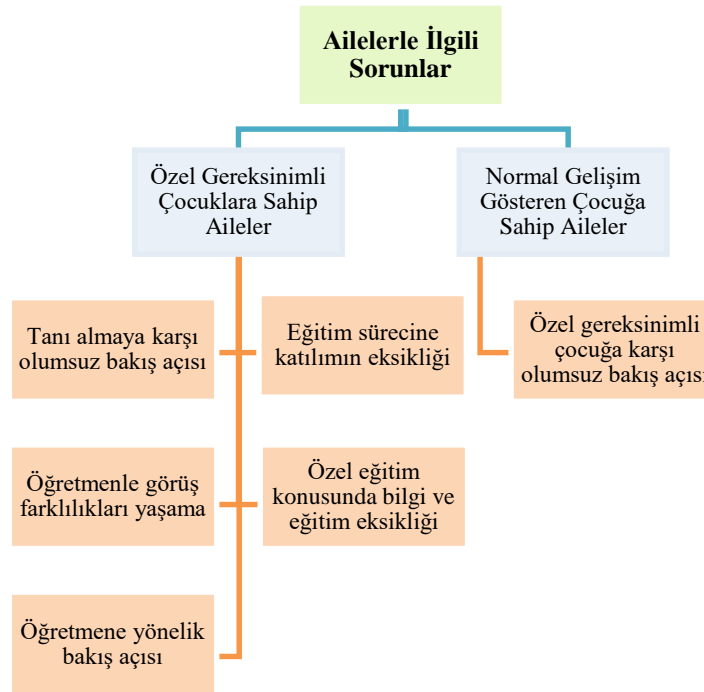 Ailelerle İlgili
Sorunlar
Özel Gereksinimli
Çocuklara Sahip
Aileler
Normal Gelişim
Gösteren Çocuğa
Sahip Aileler
Tanı almaya karşı
olumsuz bakış açısı
Eğitim sürecine
katılımın eksikliği
Özel gereksinimli
çocuğa karşı
olumsuz bakış açısı
Öğretmenle görüş
farklılıkları yaşama
Özel eğitim
konusunda bilgi ve
eğitim eksikliği
Öğretmene yönelik
bakış açısı